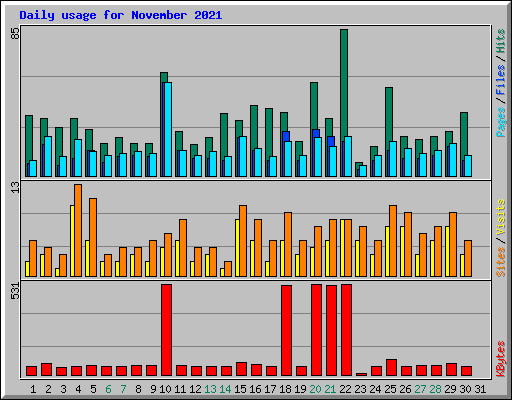 Daily usage for November 2021
85
Pages / Files / Hits
13
Sites / Visits
531
KBytes
1 2 3 4 5 6 7 8 9 10 11 12 13 14 15 16 17 18 19 20 21 22 23 24 25 26 27 28 29 30 31